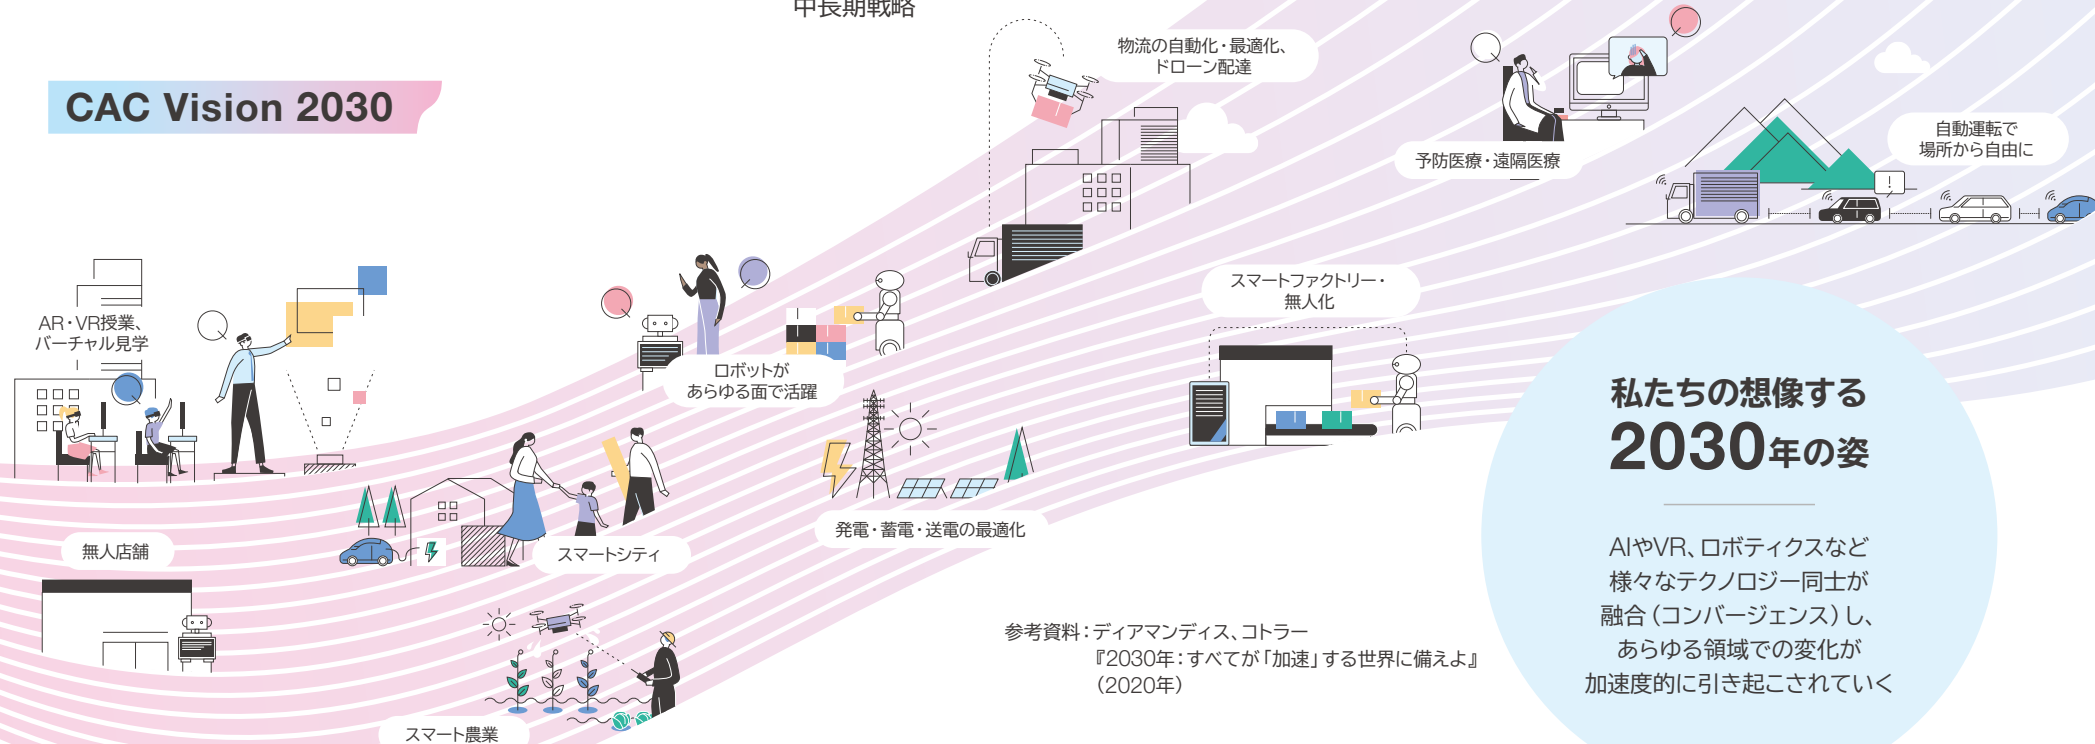 中長期戦略
CAC Vision 2030
物流の自動化・最適化、
ドローン配達
予防医療・遠隔医療
自動運転で
場所から自由に
!
AR・VR授業、
バーチャル見学
ロボットが
あらゆる面で活躍
スマートファクトリー・
無人化
無人店舗
スマートシティ
発電・蓄電・送電の最適化
スマート農業
参考資料：ディアマンディス、コトラー
『2030年：すべてが「加速」する世界に備えよ』
（2020年）
私たちの想像する
2030年の姿
AIやVR、ロボティクスなど
様々なテクノロジー同士が
融合（コンバージェンス）し、
あらゆる領域での変化が
加速度的に引き起こされていく